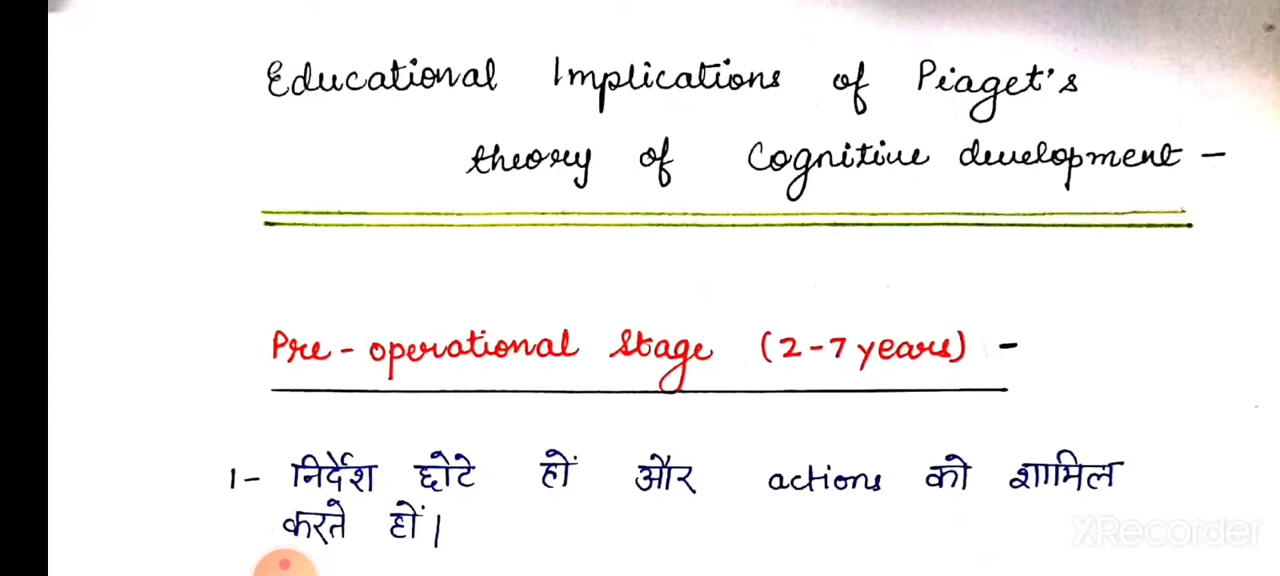 Educational Implications of Piaget's
theory of Cognitive development -
Pre-operational Stage (2-7 years) -
1- निर्देश छोटे हों और actions को शामिल
करते हों।
XRecorder